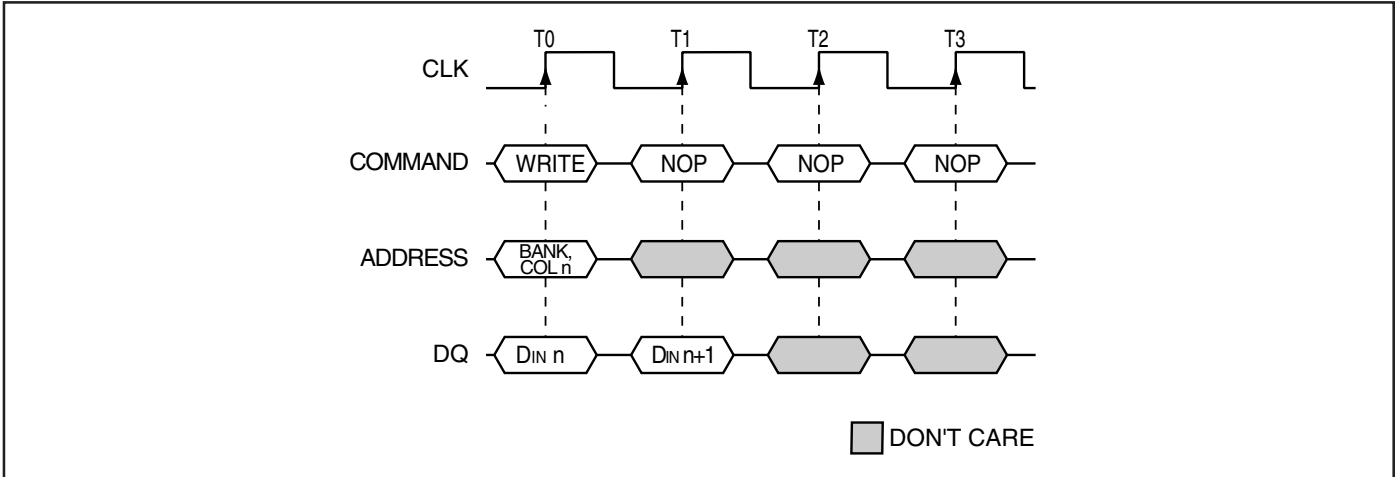 T0 T1 T2 T3
CLK
COMMAND WRITE NOP NOP NOP
ADDRESS BANK,
COL n
DQ DIN n DIN n+1
DON'T CARE